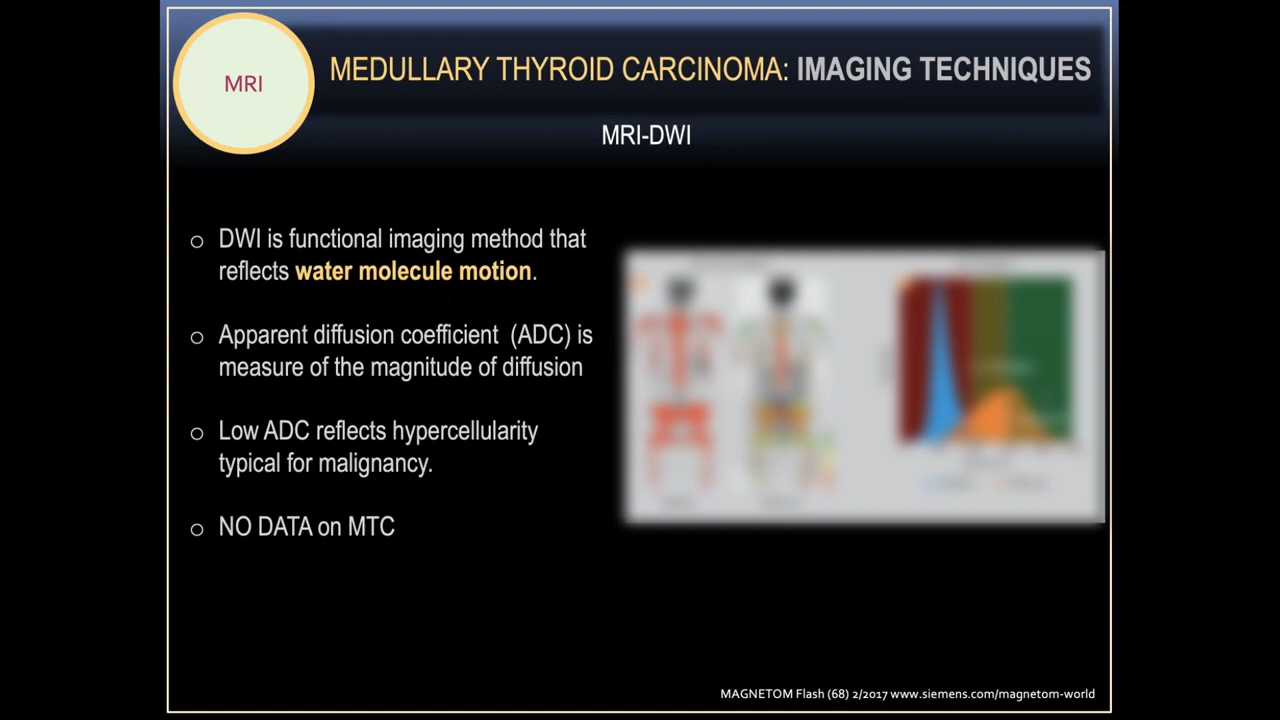 MRI
MEDULLARY THYROID CARCINOMA: IMAGING TECHNIQUES
MRI-DWI
DWI is functional imaging method that
reflects water molecule motion.
Apparent diffusion coefficient (ADC) is
measure of the magnitude of diffusion
Low ADC reflects hypercellularity
typical for malignancy.
NO DATA on MTC
MAGNETOM Flash (68) 2/2017 www.siemens.com/magnetom-world